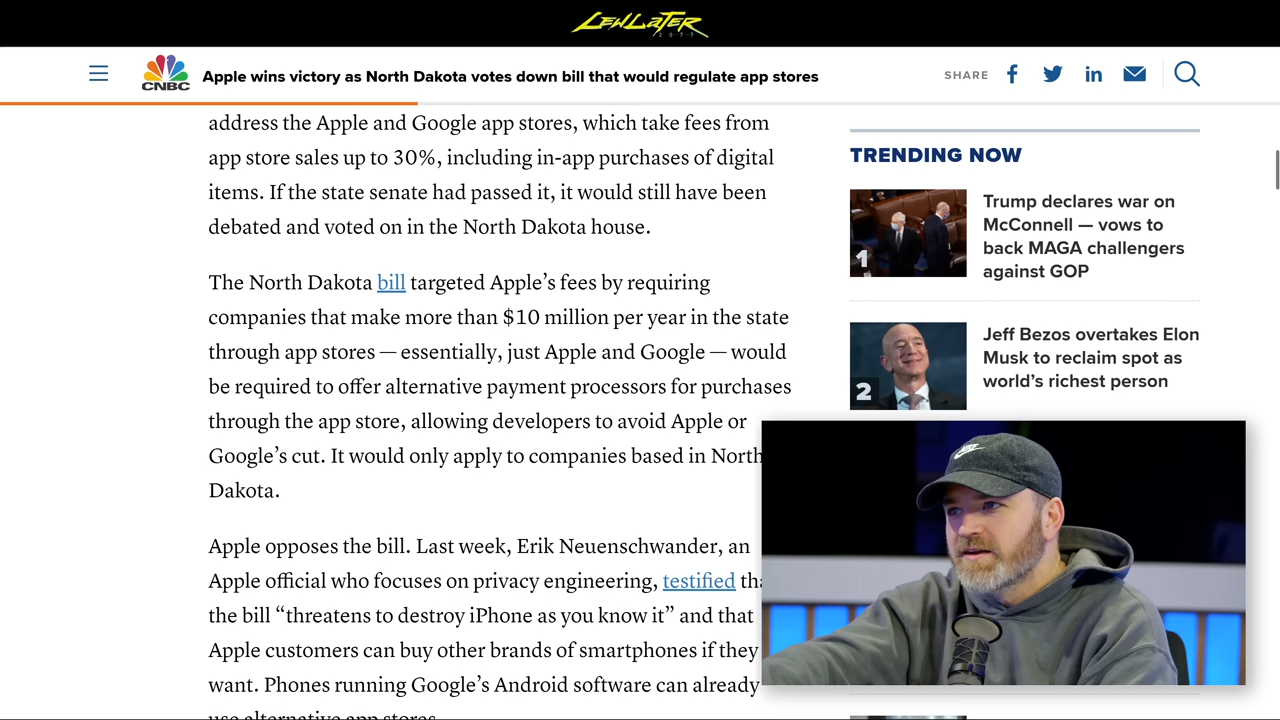 LEWLATER
2077
CNBC
Apple wins victory as North Dakota votes down bill that would regulate app stores
SHARE
address the Apple and Google app stores, which take fees from
app store sales up to 30%, including in-app purchases of digital
items. If the state senate had passed it, it would still have been
debated and voted on in the North Dakota house.
The North Dakota bill targeted Apple’s fees by requiring
companies that make more than $10 million per year in the state
through app stores — essentially, just Apple and Google — would
be required to offer alternative payment processors for purchases
through the app store, allowing developers to avoid Apple or
Google’s cut. It would only apply to companies based in North
Dakota.
Apple opposes the bill. Last week, Erik Neuenschwander, an
Apple official who focuses on privacy engineering, testified
the bill “threatens to destroy iPhone as you know it” and that
Apple customers can buy other brands of smartphones if they
want. Phones running Google’s Android software can already
use alternative app stores.
TRENDING NOW
1
Trump declares war on
McConnell — vows to
back MAGA challengers
against GOP
2
Jeff Bezos overtakes Elon
Musk to reclaim spot as
world’s richest person